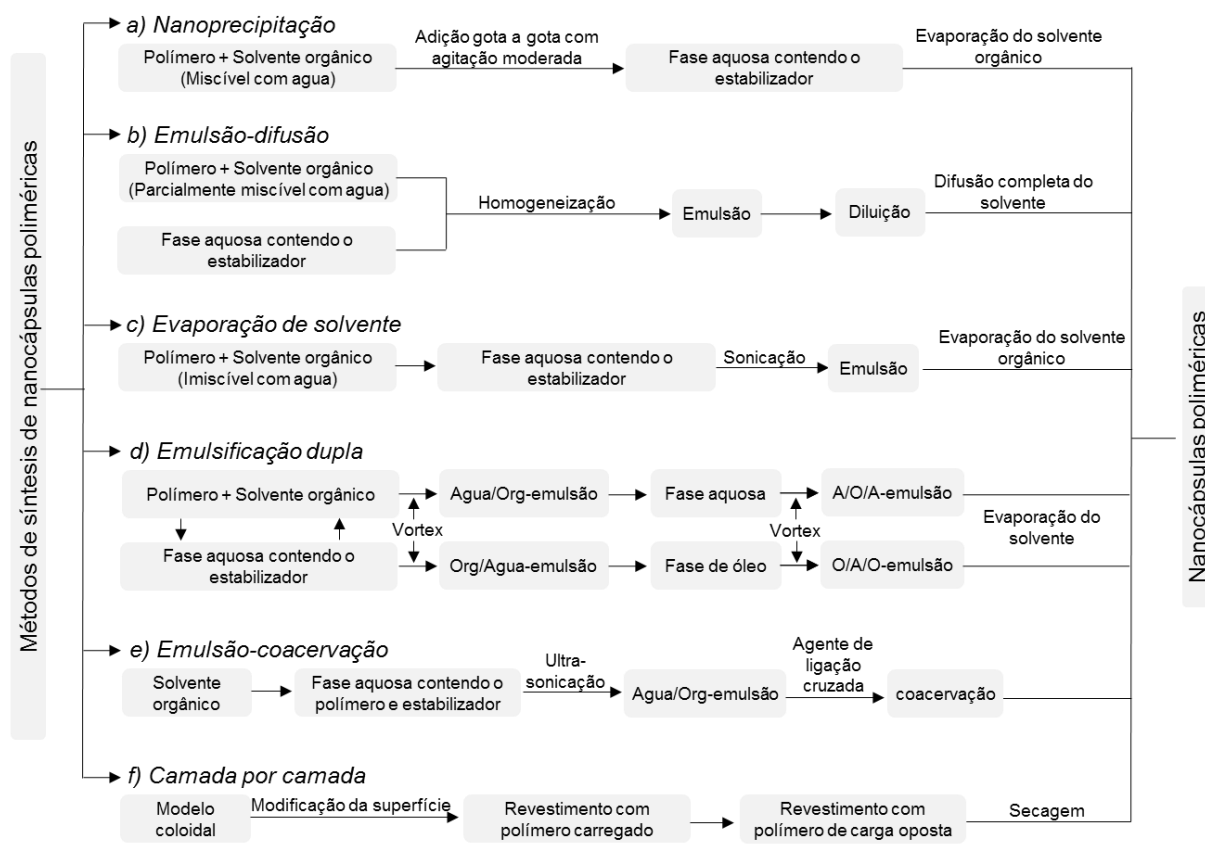 Métodos de síntese de nanocápsulas poliméricas
a) Nanoprecipitação
Polímero + Solvente orgânico
(Miscível com agua)
Adição gota a gota com
agitação moderada
Fase aquosa contendo o
estabilizador
Evaporação do solvente
orgânico
b) Emulsão-difusão
Polímero + Solvente orgânico
(Parcialmente miscível com agua)
Fase aquosa contendo o
estabilizador
Homogeneização
Emulsão
Diluição
Difusão completa do
solvente
c) Evaporação de solvente
Polímero + Solvente orgânico
(Imiscível com agua)
Fase aquosa contendo o
estabilizador
Sonicação
Emulsão
Evaporação do solvente
orgânico
d) Emulsificação dupla
Polímero + Solvente orgânico
Fase aquosa contendo o
estabilizador
Vortex
Agua/Org-emulsão
Org/Agua-emulsão
Fase aquosa
Fase de óleo
Vortex
A/O/A-emulsão
O/A/O-emulsão
Evaporação do
solvente
e) Emulsão-coacervação
Solvente
orgânico
Fase aquosa contendo o
polímero e estabilizador
Ultra-
sonicação
Agua/Org-emulsão
Agente de
ligação
cruzada
coacervação
f) Camada por camada
Modelo
coloidal
Modificação da superfície
Revestimento com
polímero carregado
Revestimento com
polímero de carga oposta
Secagem
Nanocápsulas poliméricas